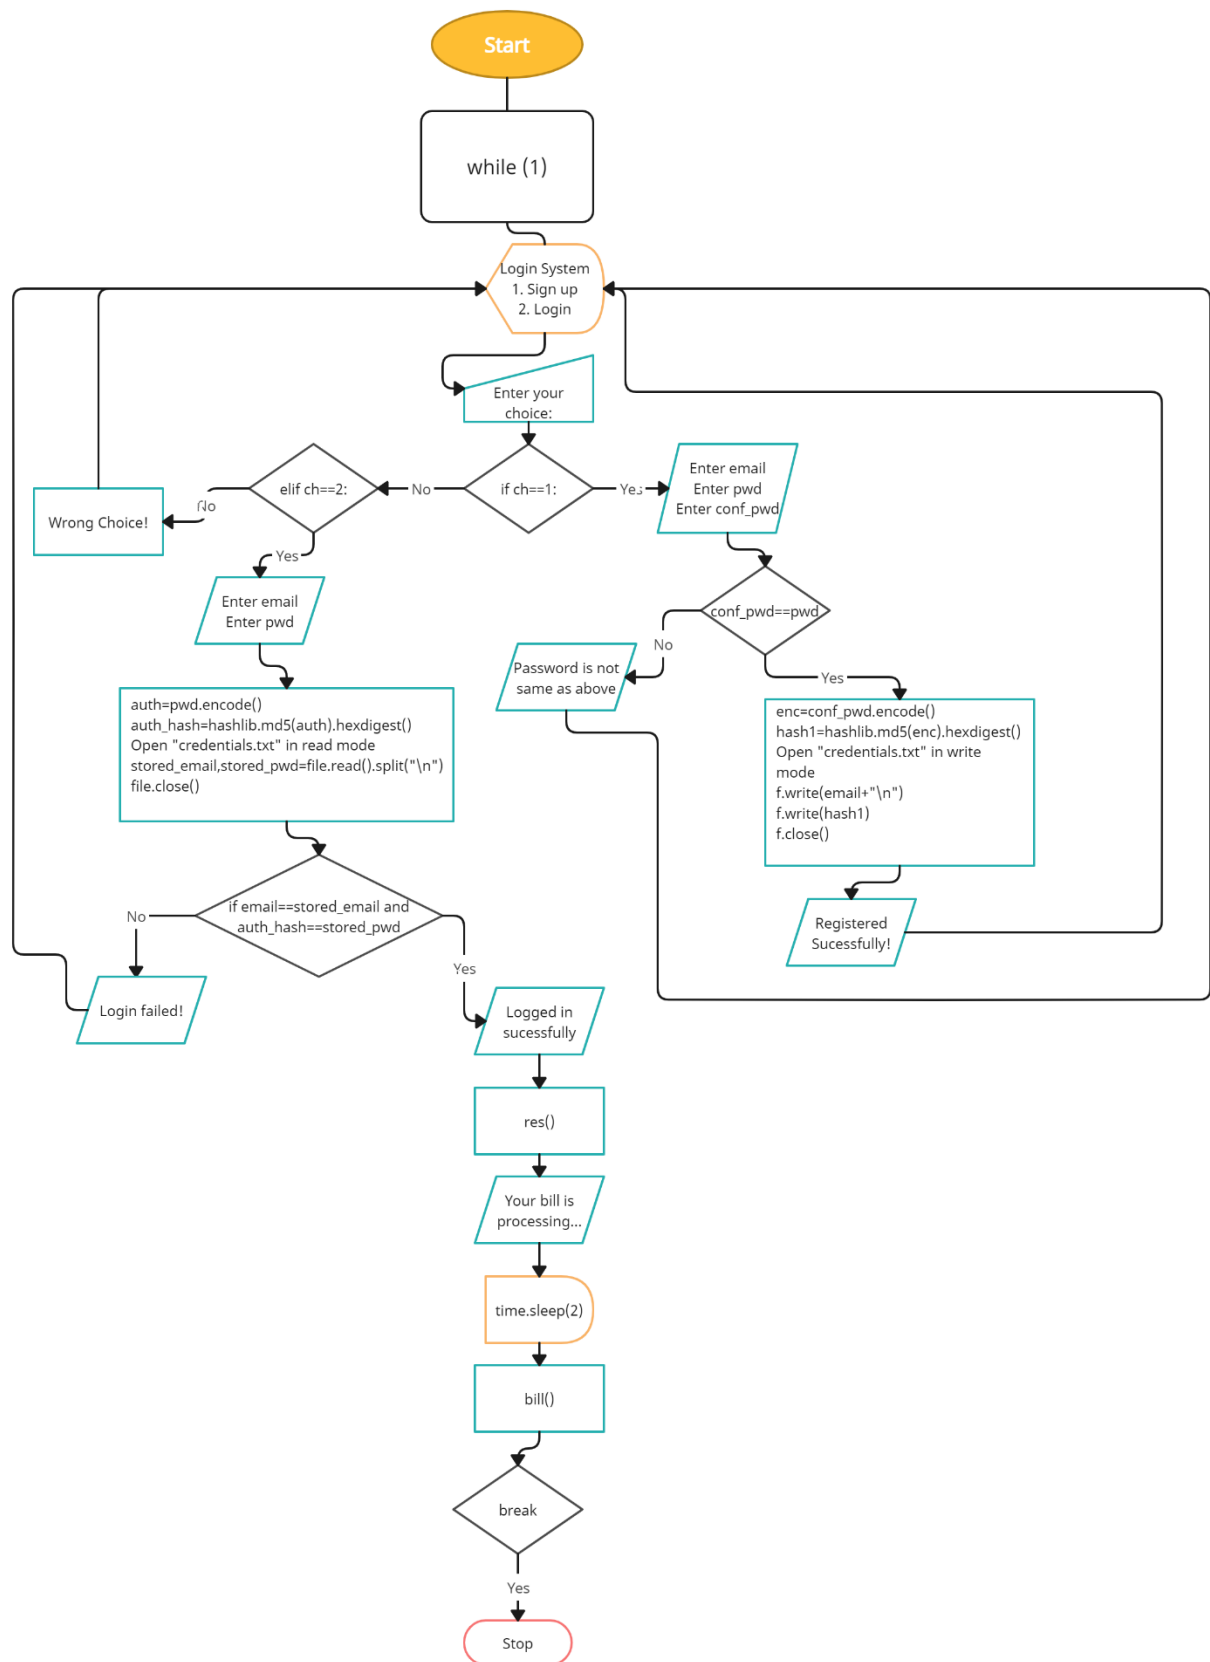 Start
while (1)
Login System
1. Sign up
2. Login
Enter your
choice:
if ch==1:
No
elif ch==2:
No
Wrong Choice!
Yes
Enter email
Enter pwd
Enter conf_pwd
conf_pwd==pwd
No
Password is not
same as above
Yes
enc=conf_pwd.encode()
hash1=hashlib.md5(enc).hexdigest()
Open "credentials.txt" in write
mode
f.write(email+"\n")
f.write(hash1)
f.close()
Registered
Sucessfully!
Yes
Enter email
Enter pwd
auth=pwd.encode()
auth_hash=hashlib.md5(auth).hexdigest()
Open "credentials.txt" in read mode
stored_email,stored_pwd=file.read().split("\n")
file.close()
if email==stored_email and
auth_hash==stored_pwd
No
Login failed!
Yes
Logged in
sucessfully
res()
Your bill is
processing...
time.sleep(2)
bill()
break
Yes
Stop